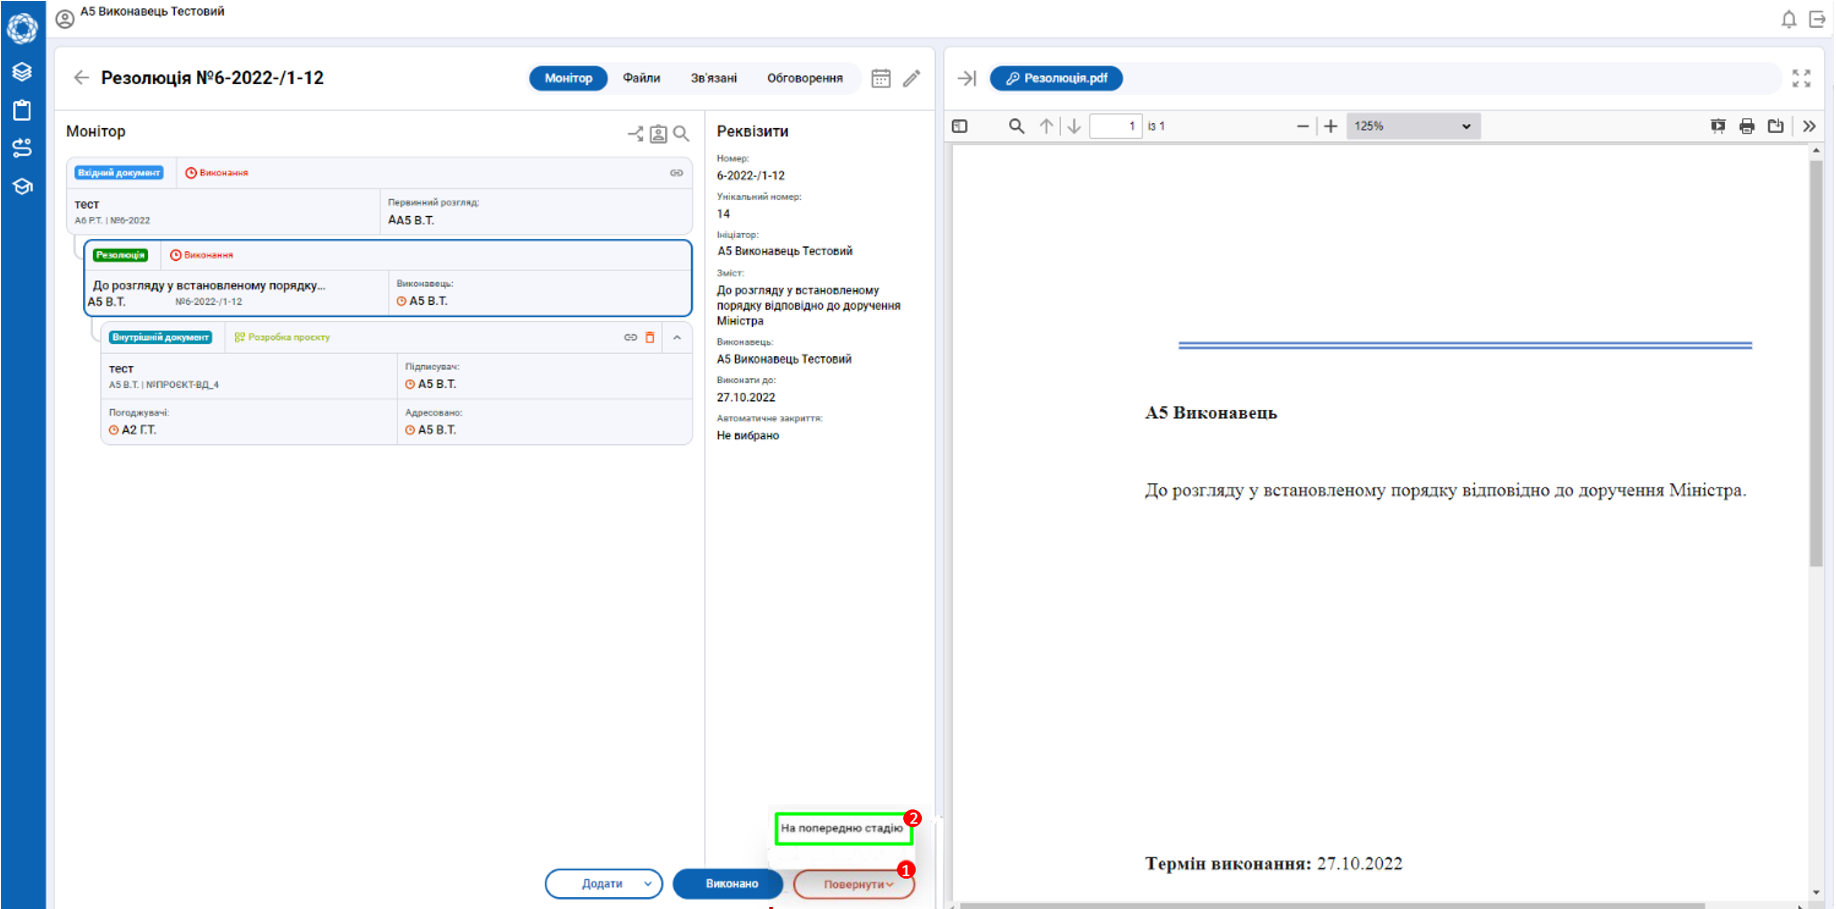 А5 Виконавець Тестовий
Резолюція №6-2022-/1-12
Монітор
Файли
Зв'язані
Обговорення
Монітор
Вхідний документ
Виконання
тест
А6 Р.Т. | №6-2022
Первинний розгляд:
АА5 В.Т.
Резолюція
Виконання
До розгляду у встановленому порядку...
А5 В.Т.
№6-2022-/1-12
Виконавець:
А5 В.Т.
Внутрішній документ
Розробка проєкту
тест
А5 В.Т. | №ПРОЄКТ-ВД_4
Підписувач:
А5 В.Т.
Погоджувачі:
А2 Г.Т.
Адресовано:
А5 В.Т.
Реквізити
Номер:
6-2022-/1-12
Унікальний номер:
14
Ініціатор:
А5 Виконавець Тестовий
Зміст:
До розгляду у встановленому
порядку відповідно до доручення
Міністра
Виконавець:
А5 Виконавець Тестовий
Виконати до:
27.10.2022
Автоматичне закриття:
Не вибрано
На попередню стадію
2
Додати
Виконано
Повернути
1
Резолюція.pdf
1
із 1
125%
А5 Виконавець
До розгляду у встановленому порядку відповідно до доручення Міністра.
Термін виконання: 27.10.2022